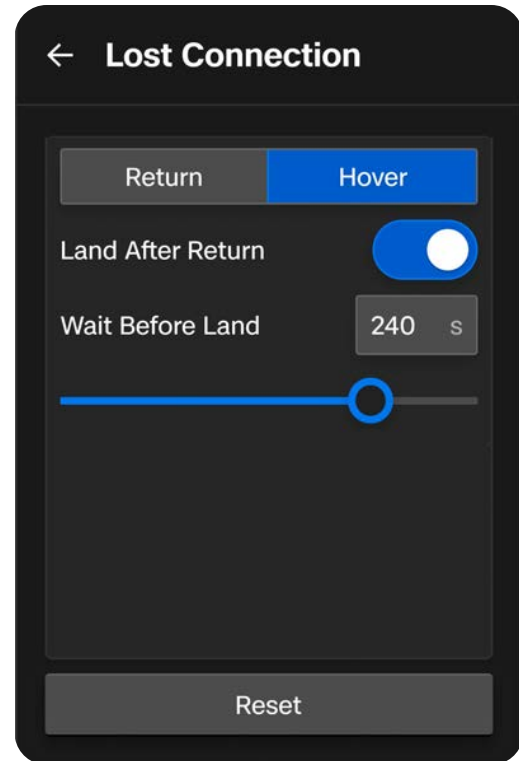 Lost Connection
Return Hover
Land After Return
Wait Before Land 240 s
Reset